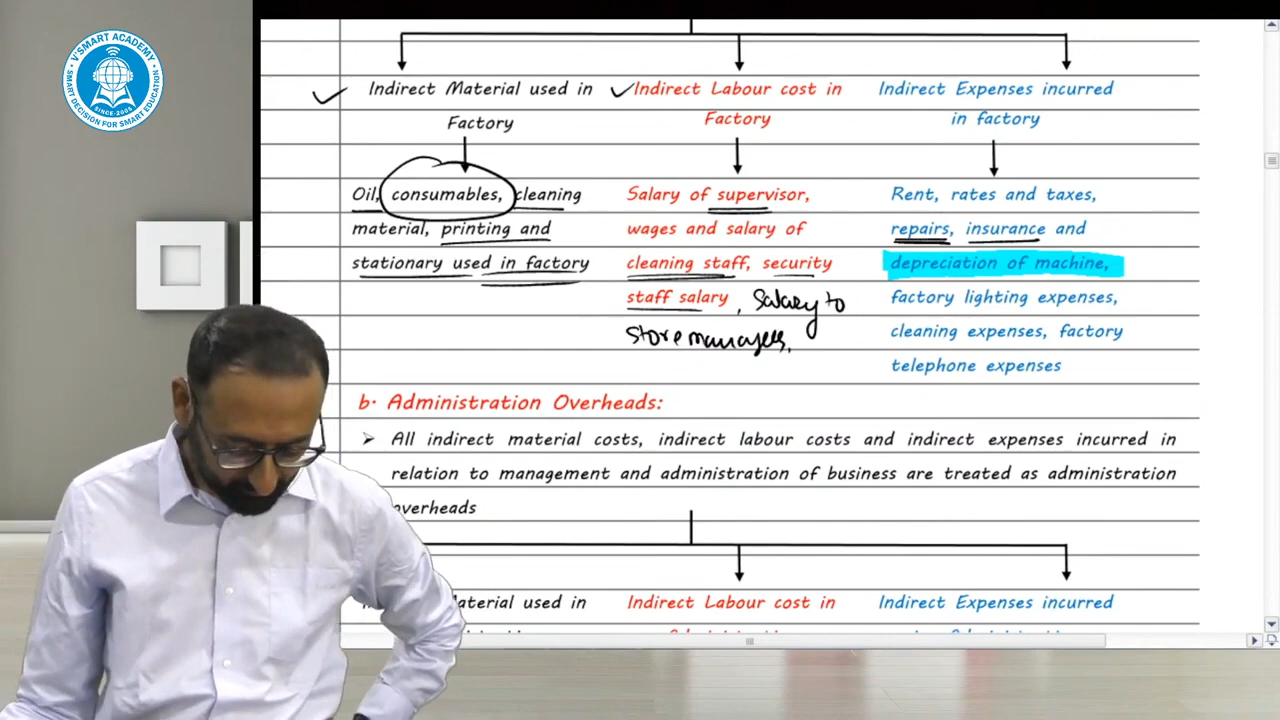 V'SMART ACADEMY
SINCE-2005
SMART DECISION FOR SMART EDUCATION
Indirect Material used in
Factory
Indirect Labour cost in
Factory
Indirect Expenses incurred
in factory
Oil, consumables, cleaning
material, printing and
stationary used in factory
Salary of supervisor,
wages and salary of
cleaning staff, security
staff salary, Salary to
store managers,
Rent, rates and taxes,
repairs, insurance and
depreciation of machine,
factory lighting expenses,
cleaning expenses, factory
telephone expenses
b. Administration Overheads:
➢ All indirect material costs, indirect labour costs and indirect expenses incurred in
relation to management and administration of business are treated as administration
overheads
Material used in
Indirect Labour cost in
Indirect Expenses incurred